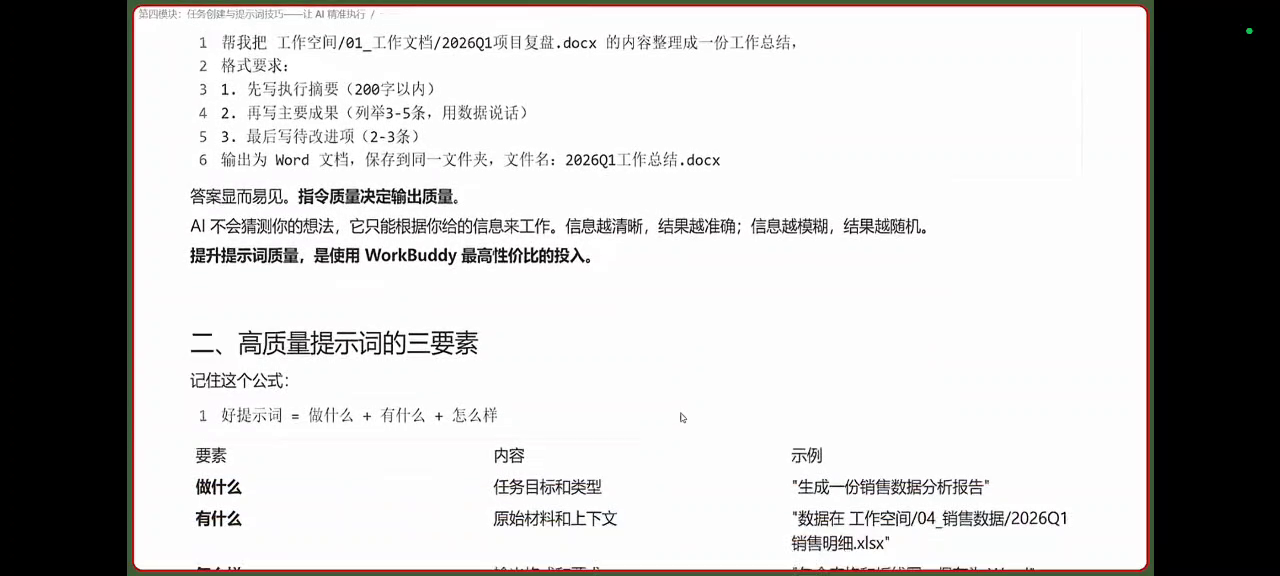 第四模块：任务创建与提示词技巧——让 AI 精准执行 /
1 帮我把 工作空间/01_工作文档/2026Q1项目复盘.docx 的内容整理成一份工作总结，
2 格式要求：
3 1. 先写执行摘要（200字以内）
4 2. 再写主要成果（列举3-5条，用数据说话）
5 3. 最后写待改进项（2-3条）
6 输出为 Word 文档，保存到同一文件夹，文件名：2026Q1工作总结.docx
答案显而易见。指令质量决定输出质量。
AI 不会猜测你的想法，它只能根据你给的信息来工作。信息越清晰，结果越准确；信息越模糊，结果越随机。
提升提示词质量，是使用 WorkBuddy 最高性价比的投入。
二、高质量提示词的三要素
记住这个公式：
1 好提示词 = 做什么 + 有什么 + 怎么样
要素 内容 示例
做什么 任务目标和类型 "生成一份销售数据分析报告"
有什么 原始材料和上下文 "数据在 工作空间/04_销售数据/2026Q1
销售明细.xlsx"